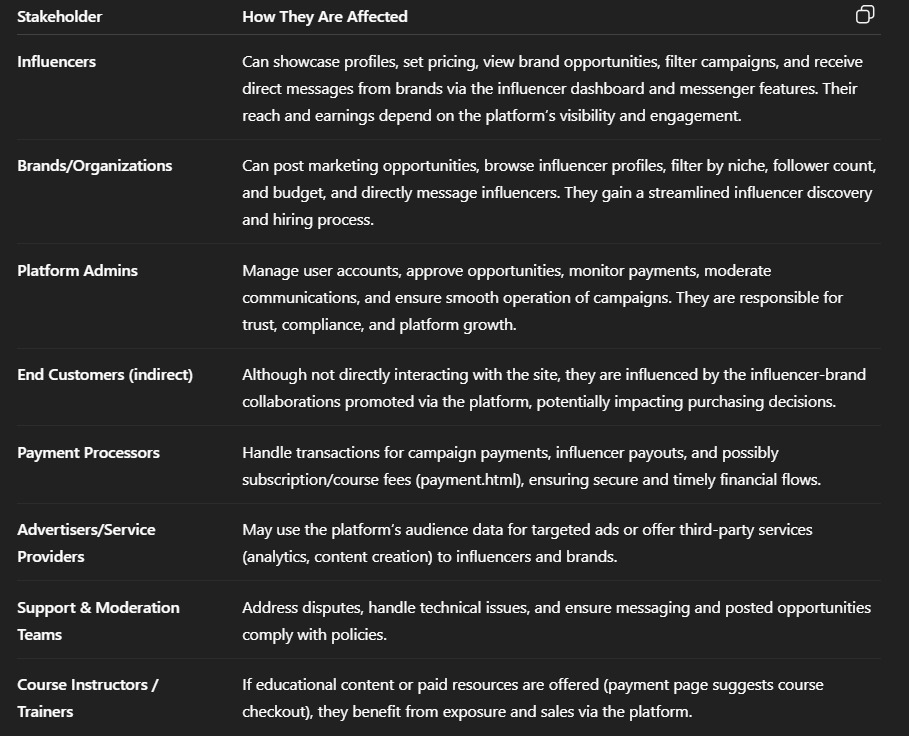 Stakeholder How They Are Affected
Influencers Can showcase profiles, set pricing, view brand opportunities, filter campaigns, and receive
direct messages from brands via the influencer dashboard and messenger features. Their
reach and earnings depend on the platform's visibility and engagement.
Brands/Organizations Can post marketing opportunities, browse influencer profiles, filter by niche, follower count,
and budget, and directly message influencers. They gain a streamlined influencer discovery
and hiring process.
Platform Admins Manage user accounts, approve opportunities, monitor payments, moderate
communications, and ensure smooth operation of campaigns. They are responsible for
trust, compliance, and platform growth.
End Customers (indirect) Although not directly interacting with the site, they are influenced by the influencer-brand
collaborations promoted via the platform, potentially impacting purchasing decisions.
Payment Processors Handle transactions for campaign payments, influencer payouts, and possibly
subscription/course fees (payment.html), ensuring secure and timely financial flows.
Advertisers/Service May use the platform's audience data for targeted ads or offer third-party services
Providers (analytics, content creation) to influencers and brands.
Support & Moderation Address disputes, handle technical issues, and ensure messaging and posted opportunities
Teams comply with policies.
Course Instructors / If educational content or paid resources are offered (payment page suggests course
Trainers checkout), they benefit from exposure and sales via the platform.